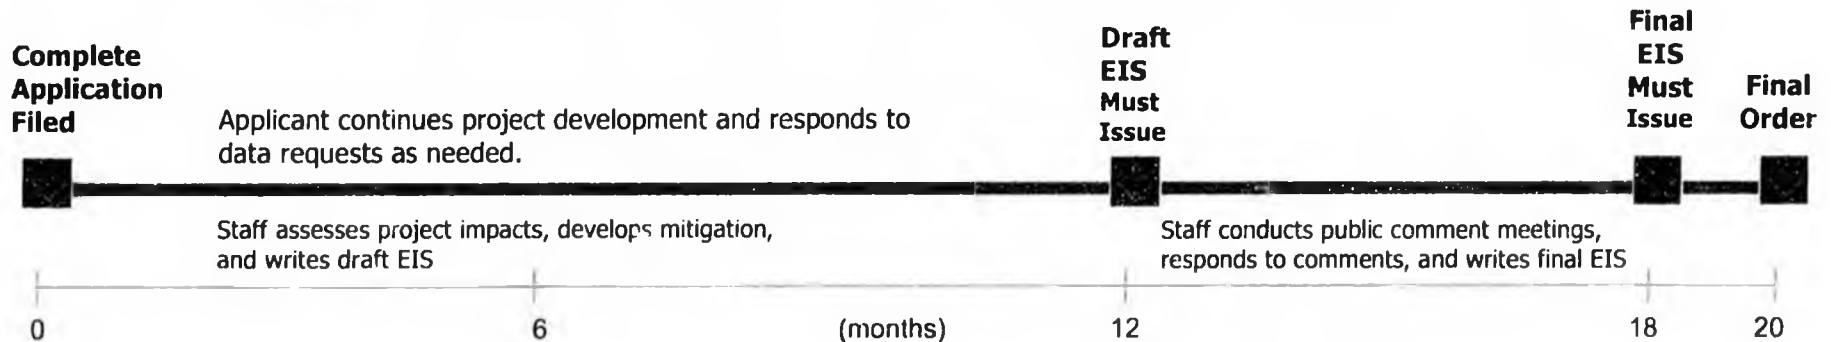 Complete
Application
Filed
Applicant continues project development and responds to
data requests as needed.
Draft
EIS
Must
Issue
Final
EIS
Must
Issue
Final
Order
Staff assesses project impacts, develops mitigation,
and writes draft EIS
Staff conducts public comment meetings,
responds to comments, and writes final EIS
0
6
(months)
12
18
20